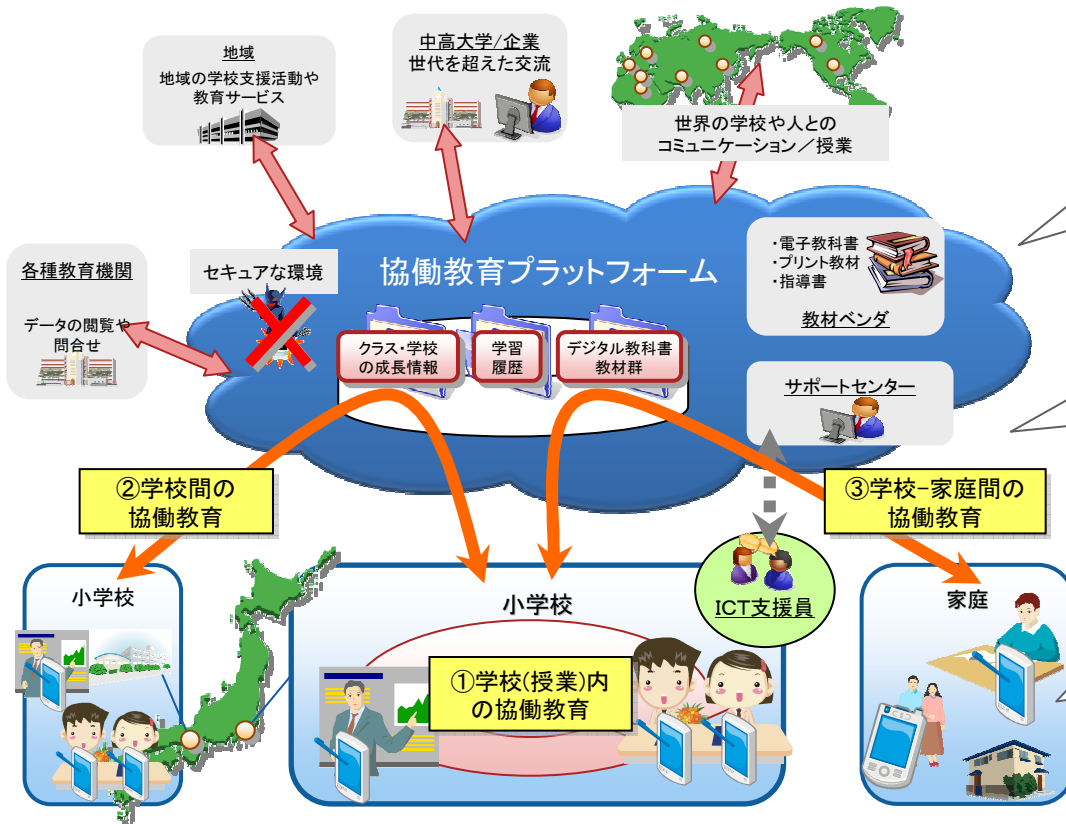 地域
地域の学校支援活動や
教育サービス
中高大学/企業
世代を超えた交流
世界の学校や人との
コミュニケーション／授業
各種教育機関
データの閲覧や
問合せ
セキュアな環境
協働教育プラットフォーム
・電子教科書
・プリント教材
・指導書
教材ベンダ
クラス・学校
の成長情報
学習
履歴
デジタル教科書
教材群
サポートセンター
②学校間の
協働教育
③学校-家庭間の
協働教育
小学校
小学校
ICT支援員
家庭
①学校(授業)内
の協働教育